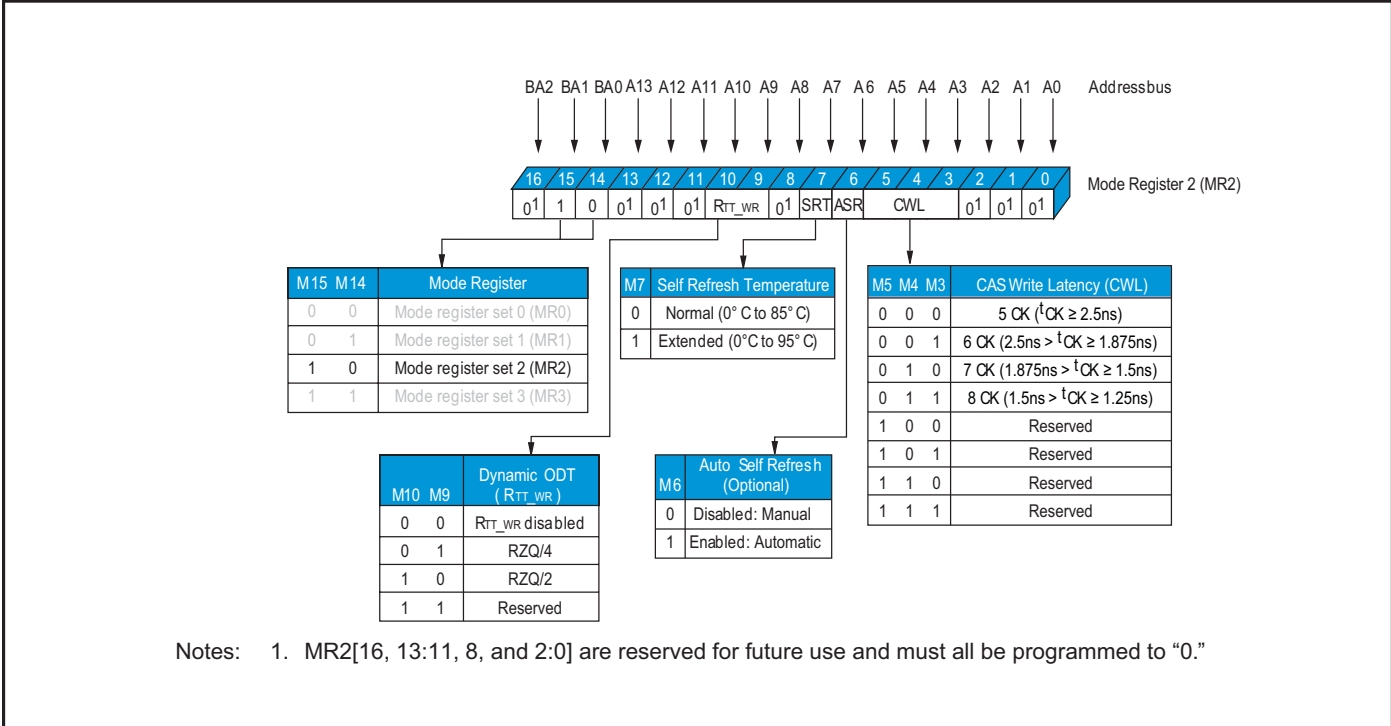 BA2 BA1 BA0 A13 A12 A11 A10 A9 A8 A7 A6 A5 A4 A3 A2 A1 A0 Addressbus
16 15 14 13 12 11 10 9 8 7 6 5 4 3 2 1 0
Mode Register 2 (MR2)
0¹ 1 0 0¹ 0¹ 0¹ RTT_WR 0¹ SRT ASR CWL 0¹ 0¹ 0¹
M15 M14 Mode Register
0 0 Mode register set 0 (MR0)
0 1 Mode register set 1 (MR1)
1 0 Mode register set 2 (MR2)
1 1 Mode register set 3 (MR3)
M7 Self Refresh Temperature
0 Normal (0° C to 85° C)
1 Extended (0°C to 95° C)
M5 M4 M3 CAS Write Latency (CWL)
0 0 0 5 CK (ᵗCK ≥ 2.5ns)
0 0 1 6 CK (2.5ns > ᵗCK ≥ 1.875ns)
0 1 0 7 CK (1.875ns > ᵗCK ≥ 1.5ns)
0 1 1 8 CK (1.5ns > ᵗCK ≥ 1.25ns)
1 0 0 Reserved
1 0 1 Reserved
1 1 0 Reserved
1 1 1 Reserved
M10 M9 Dynamic ODT
(RTT_WR)
0 0 RTT_WR disabled
0 1 RZQ/4
1 0 RZQ/2
1 1 Reserved
M6 Auto Self Refresh
(Optional)
0 Disabled: Manual
1 Enabled: Automatic
Notes: 1. MR2[16, 13:11, 8, and 2:0] are reserved for future use and must all be programmed to “0.”